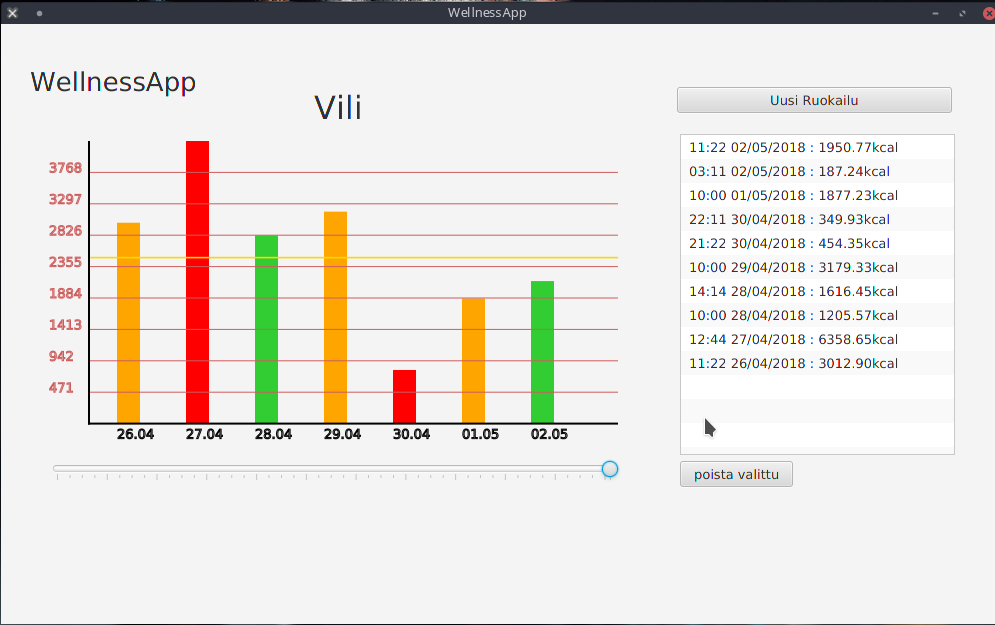 WellnessApp
WellnessApp
Vili
3768
3297
2826
2355
1884
1413
942
471
26.04 27.04 28.04 29.04 30.04 01.05 02.05
Uusi Ruokailu
11:22 02/05/2018 : 1950.77kcal
03:11 02/05/2018 : 187.24kcal
10:00 01/05/2018 : 1877.23kcal
22:11 30/04/2018 : 349.93kcal
21:22 30/04/2018 : 454.35kcal
10:00 29/04/2018 : 3179.33kcal
14:14 28/04/2018 : 1616.45kcal
10:00 28/04/2018 : 1205.57kcal
12:44 27/04/2018 : 6358.65kcal
11:22 26/04/2018 : 3012.90kcal
poista valittu